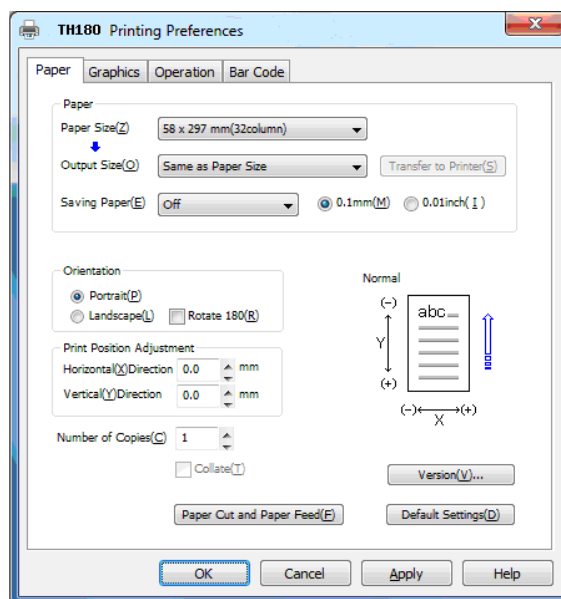 TH180 Printing Preferences
Paper Graphics Operation Bar Code
Paper
Paper Size(Z) 58 x 297 mm(32column)
Output Size(O) Same as Paper Size Transfer to Printer(S)
Saving Paper(E) Off 0.1mm(M) 0.01inch( I )
Orientation
Portrait(P)
Landscape(L) Rotate 180(R)
Print Position Adjustment
Horizontal(X)Direction 0.0 mm
Vertical(Y)Direction 0.0 mm
Number of Copies(C) 1
Collate(T)
Normal
(-)
abc
Y
(+)
(-) (+)
X
Version(V)...
Paper Cut and Paper Feed(F) Default Settings(D)
OK Cancel Apply Help